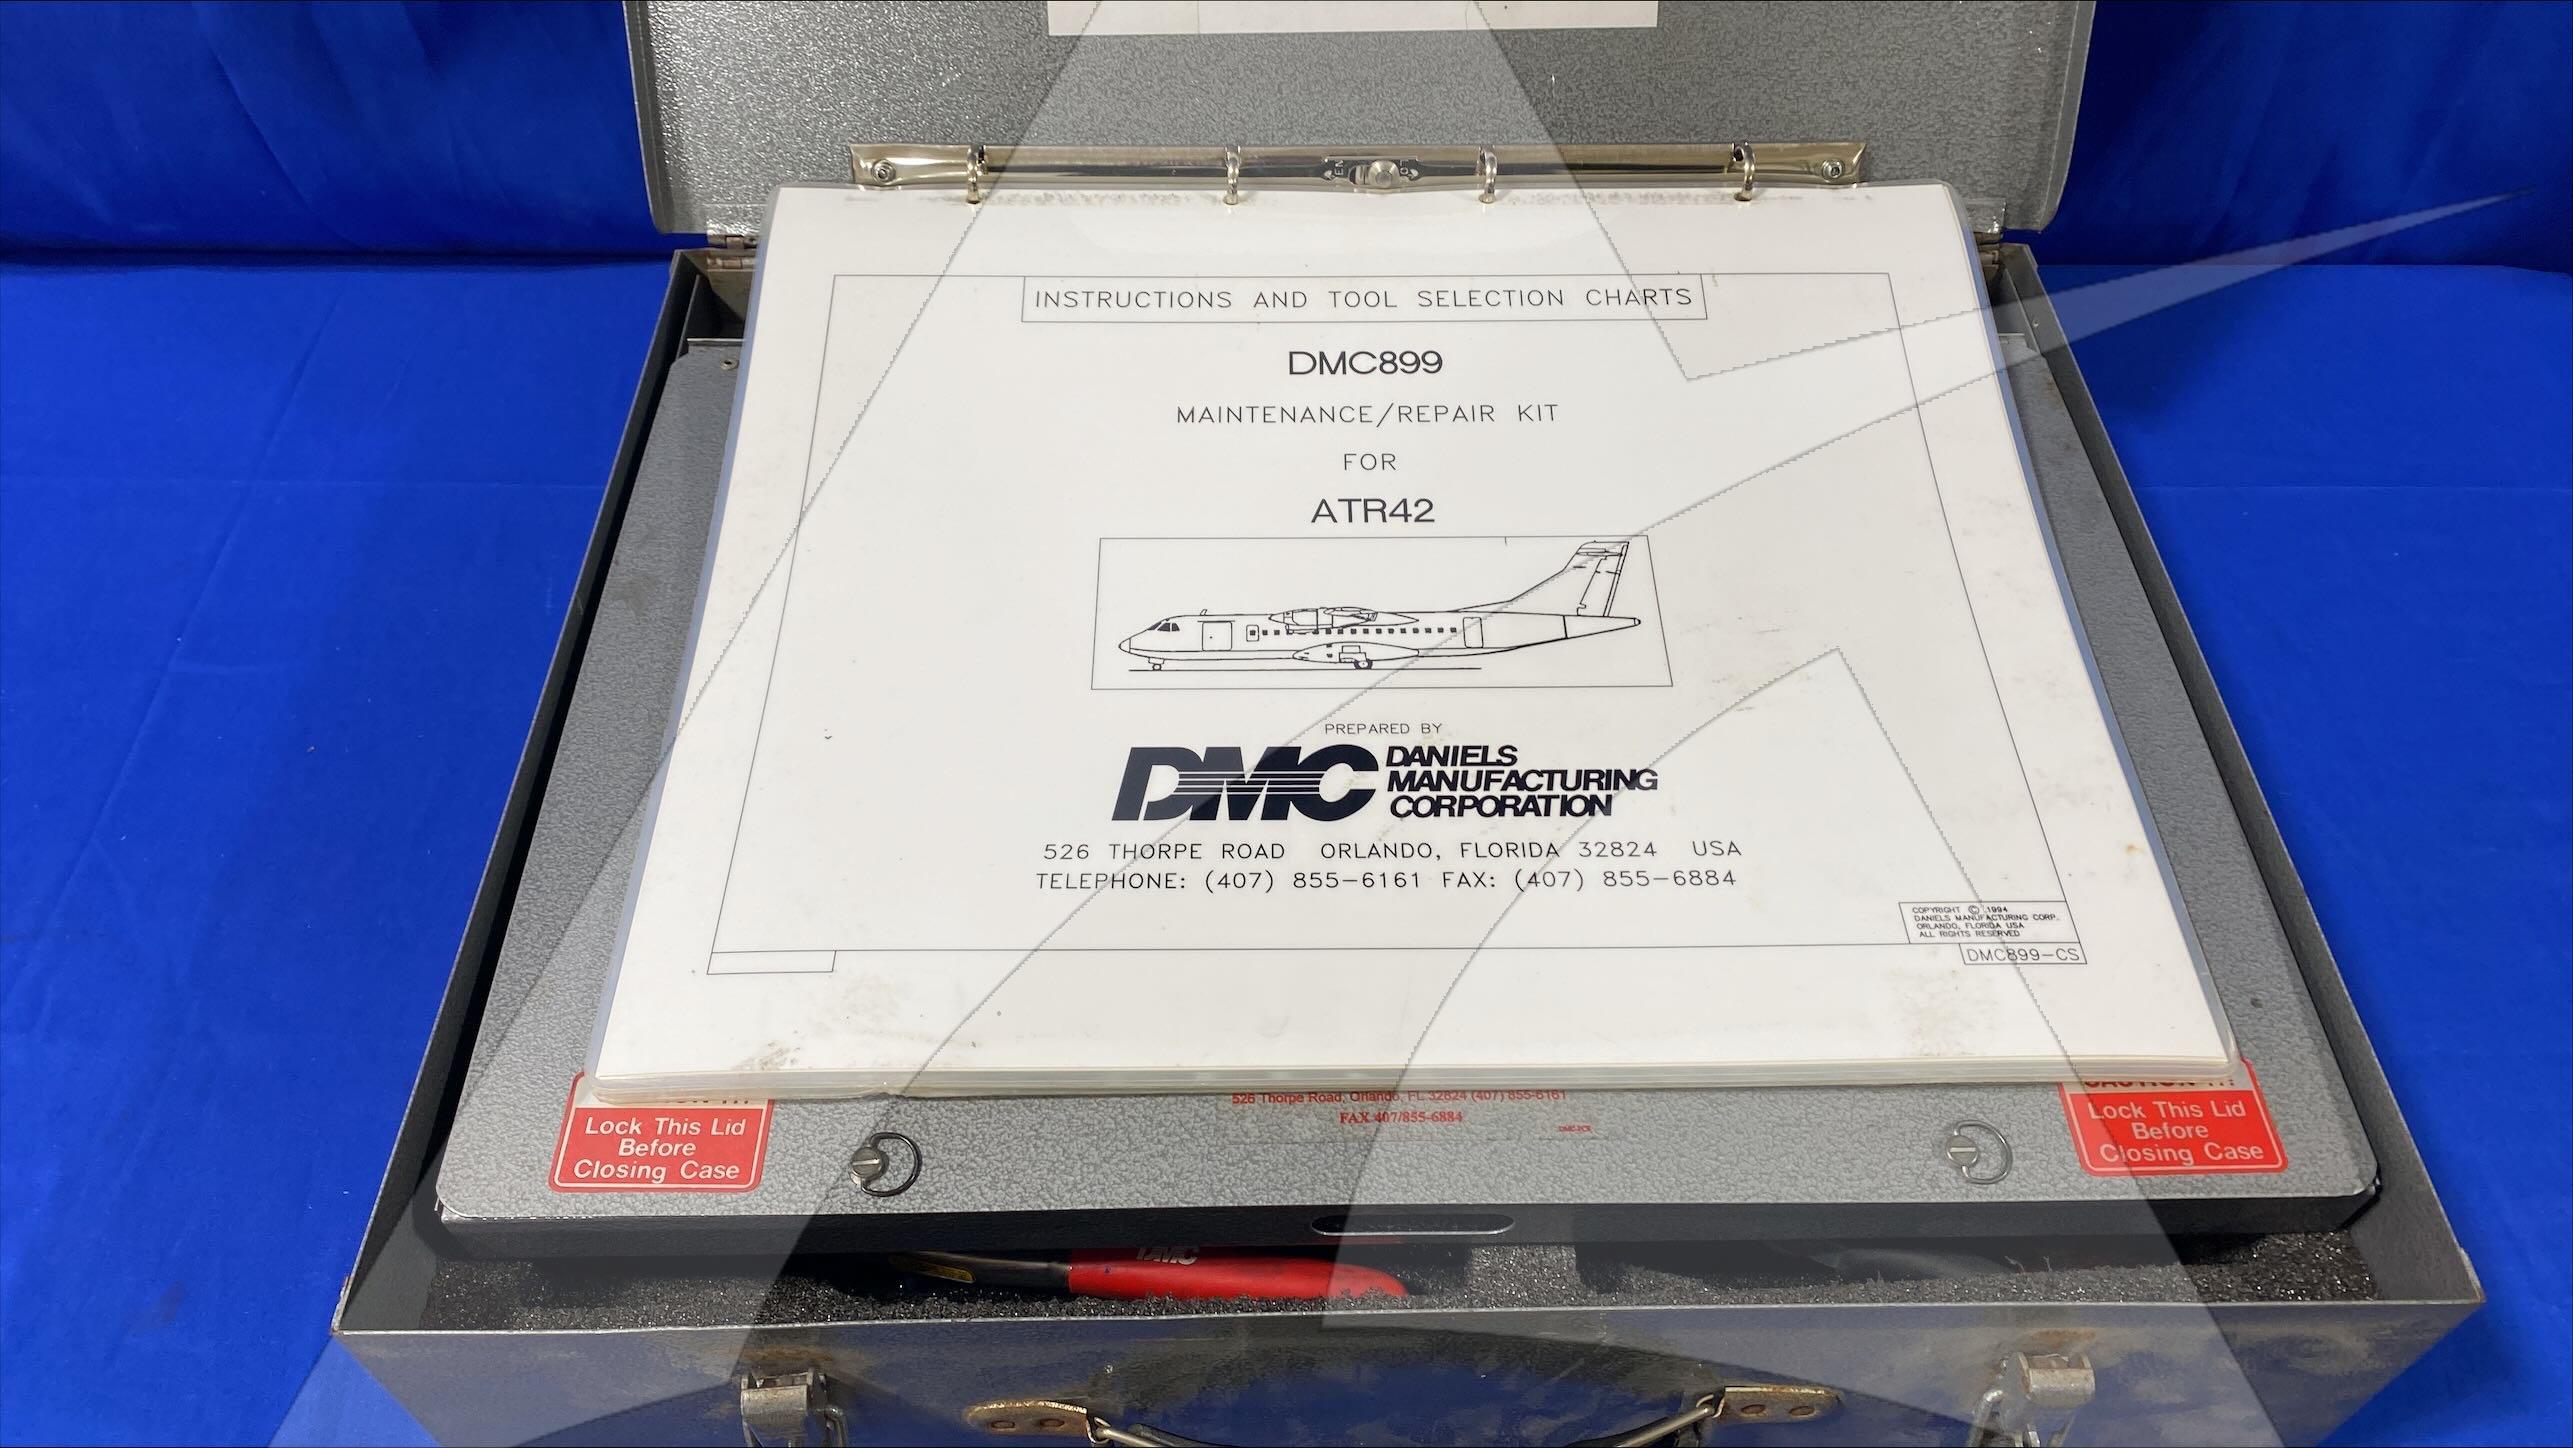 INSTRUCTIONS AND TOOL SELECTION CHARTS
DMC899
MAINTENANCE/REPAIR KIT
FOR
ATR42
PREPARED BY
DMC DANIELS
MANUFACTURING
CORPORATION
526 THORPE ROAD ORLANDO, FLORIDA 32824 USA
TELEPHONE: (407) 855-6161 FAX: (407) 855-6884
COPYRIGHT © 1994
DANIELS MANUFACTURING CORP.
ORLANDO, FLORIDA USA
ALL RIGHTS RESERVED
DMC899-CS
Lock This Lid
Before
Closing Case
526 Thorpe Road, Orlando, FL 32824 (407) 855-6161
FAX 407/855-6884
CAUTION !!!
Lock This Lid
Before
Closing Case
DMC